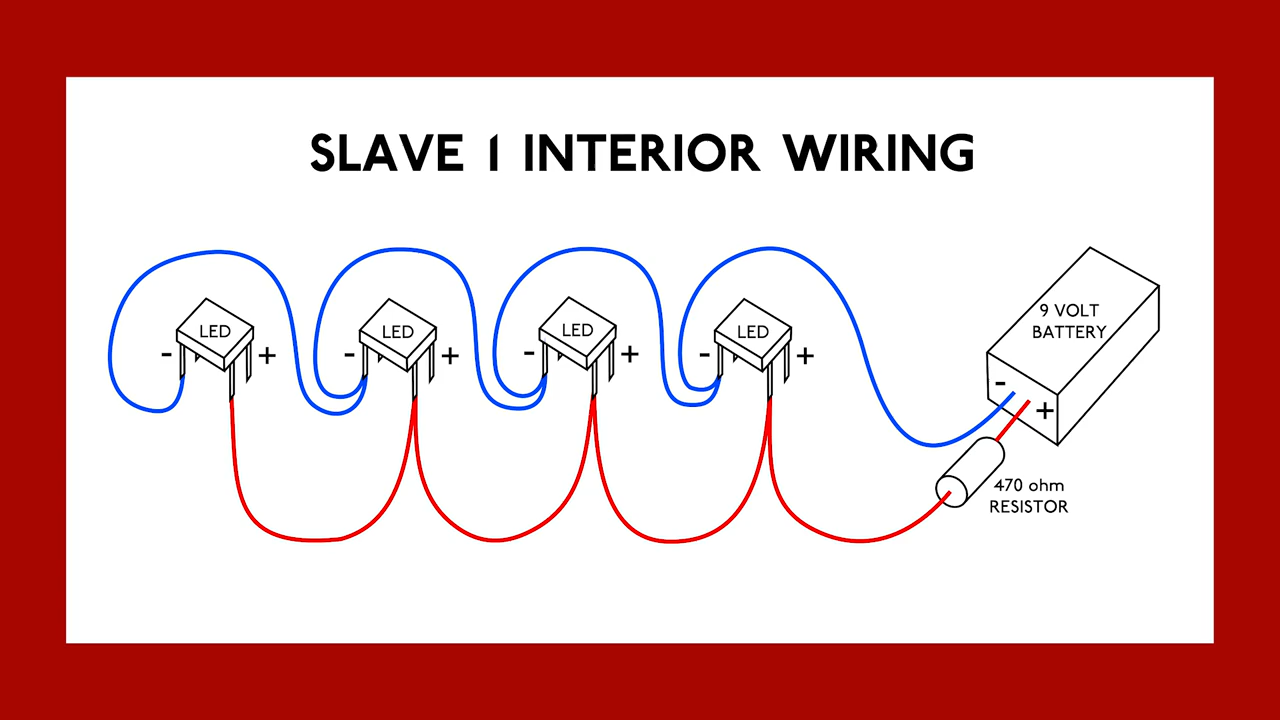 SLAVE 1 INTERIOR WIRING
LED
LED
LED
LED
- +
- +
- +
- +
9 VOLT
BATTERY
-
+
470 ohm
RESISTOR